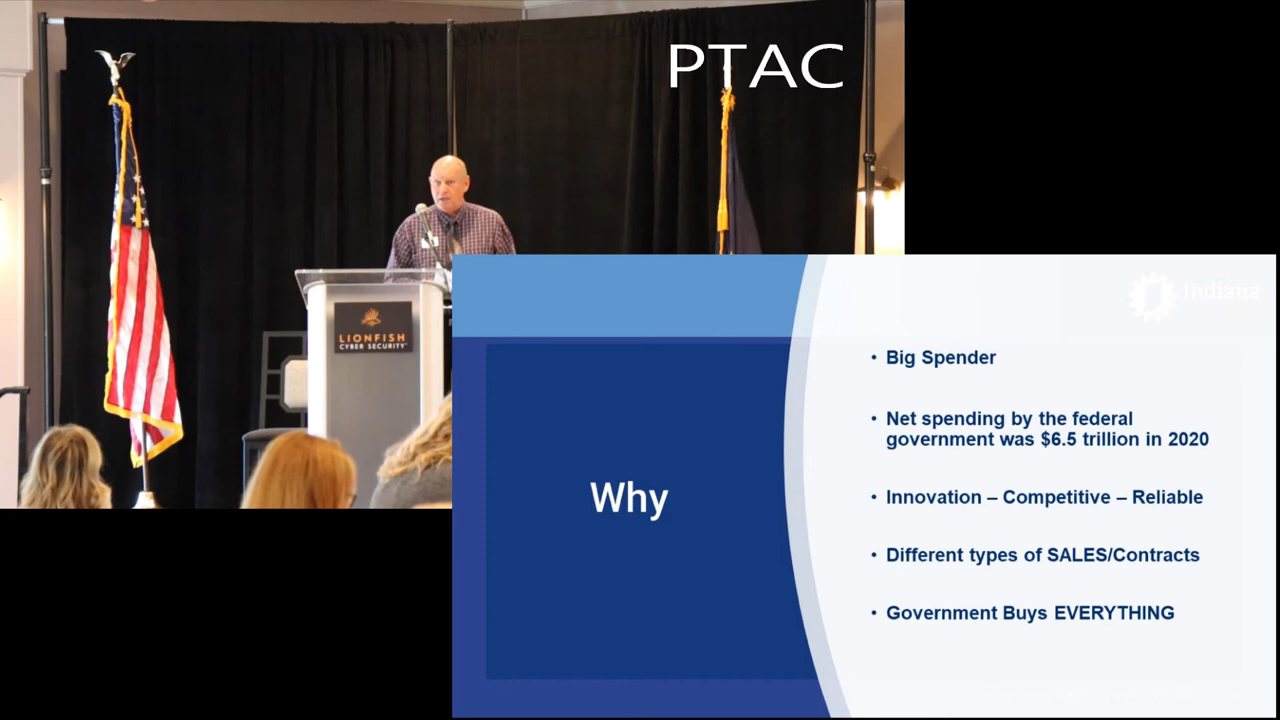 PTAC
LIONFISH
CYBER SECURITY
Indiana
Why
• Big Spender
• Net spending by the federal
government was $6.5 trillion in 2020
• Innovation – Competitive – Reliable
• Different types of SALES/Contracts
• Government Buys EVERYTHING